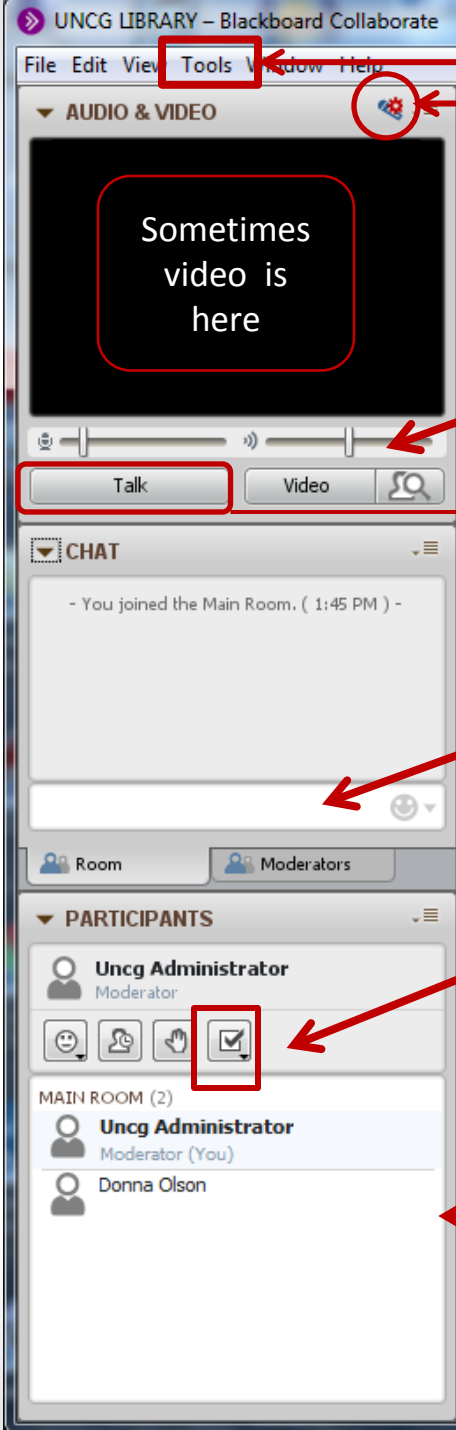 UNCG LIBRARY – Blackboard Collaborate
File Edit View Tools Window Help
AUDIO & VIDEO
Sometimes
video is
here
Talk Video
CHAT
- You joined the Main Room. ( 1:45 PM ) -
Room Moderators
PARTICIPANTS
Uncg Administrator
Moderator
MAIN ROOM (2)
Uncg Administrator
Moderator (You)
Donna Olson